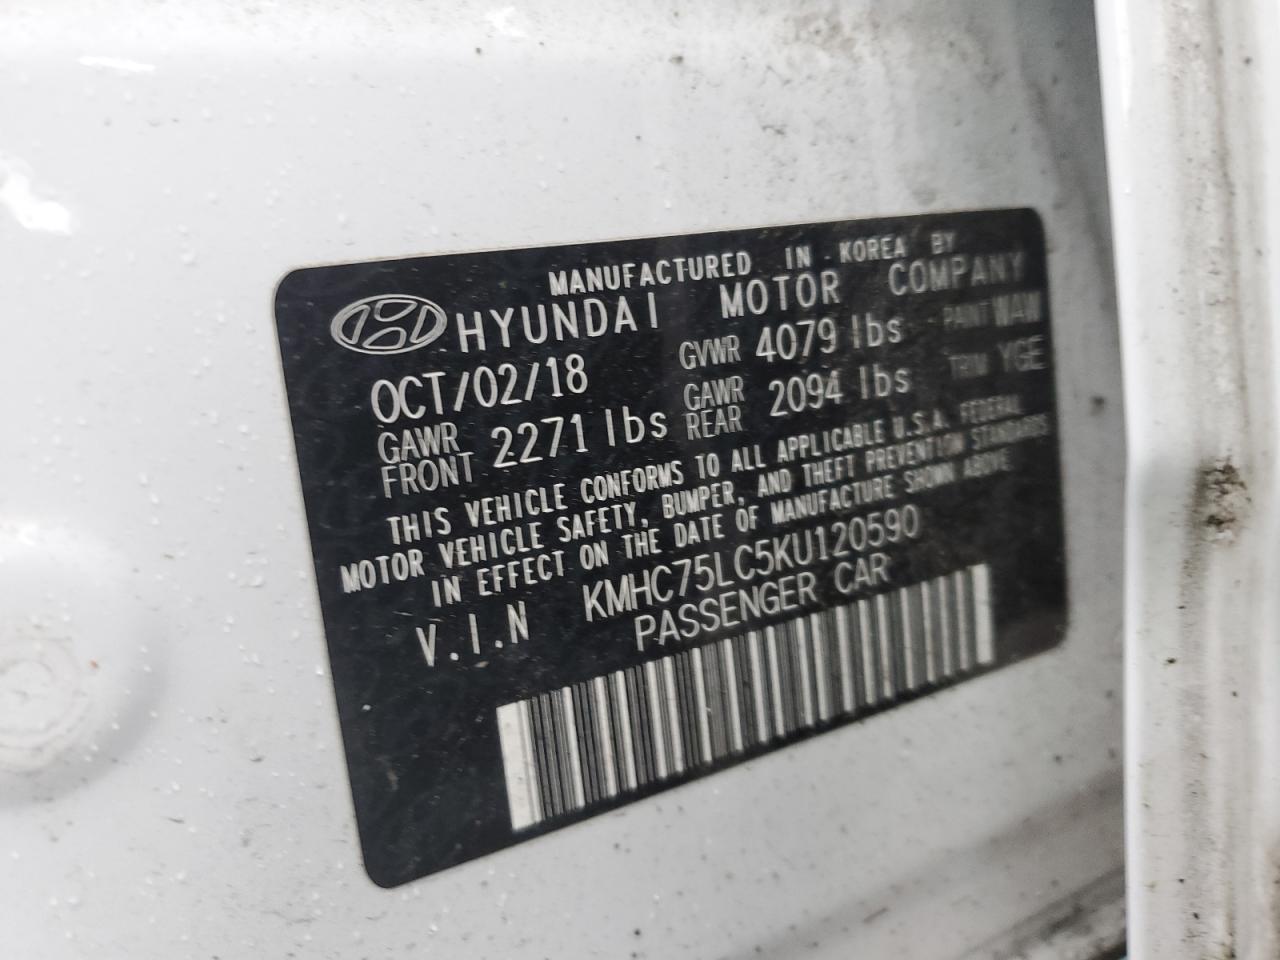 MANUFACTURED IN KOREA BY
HYUNDAI MOTOR COMPANY
OCT/02/18 GVWR 4079 lbs PAINT WAW
GAWR FRONT 2271 lbs GAWR REAR 2094 lbs TRIM YGE
THIS VEHICLE CONFORMS TO ALL APPLICABLE U.S.A. FEDERAL
MOTOR VEHICLE SAFETY, BUMPER, AND THEFT PREVENTION STANDARDS
IN EFFECT ON THE DATE OF MANUFACTURE SHOWN ABOVE
V.I.N KMHC75LC5KU120590
PASSENGER CAR